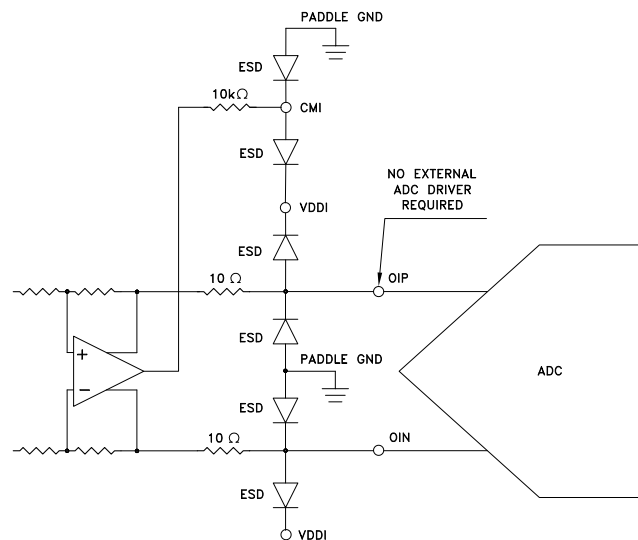 PADDLE GND
ESD
10kΩ
CMI
ESD
NO EXTERNAL
ADC DRIVER
REQUIRED
VDDI
ESD
10 Ω
OIP
+
ESD
PADDLE GND
ADC
−
ESD
10 Ω
OIN
ESD
VDDI